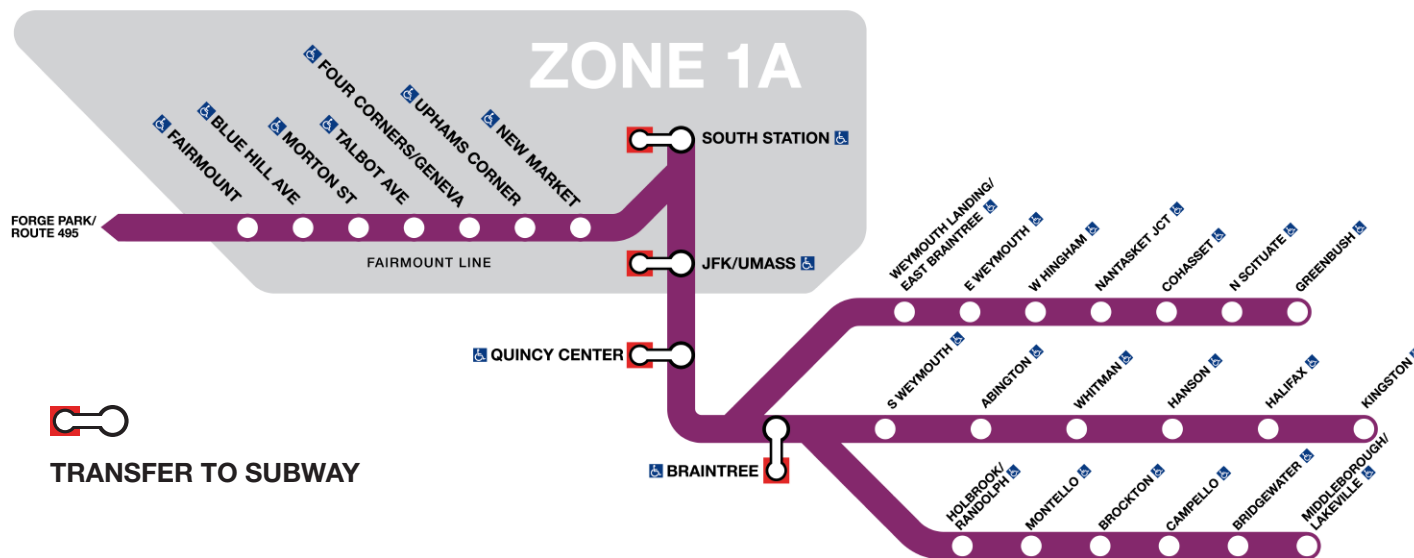 ZONE 1A
FAIRMOUNT
BLUE HILL AVE
MORTON ST
TALBOT AVE
FOUR CORNERS/GENEVA
UPHAMS CORNER
NEW MARKET
SOUTH STATION
FORGE PARK/
ROUTE 495
FAIRMOUNT LINE
JFK/UMASS
QUINCY CENTER
BRAINTREE
WEYMOUTH LANDING/
EAST BRAINTREE
E WEYMOUTH
W HINGHAM
NANTASKET JCT
COHASSET
N SCITUATE
GREENBUSH
S WEYMOUTH
ABINGTON
WHITMAN
HANSON
HALIFAX
KINGSTON
HOLBROOK/
RANDOLPH
MONTELLO
BROCKTON
CAMPELLO
BRIDGEWATER
MIDDLEBOROUGH/
LAKEVILLE
TRANSFER TO SUBWAY